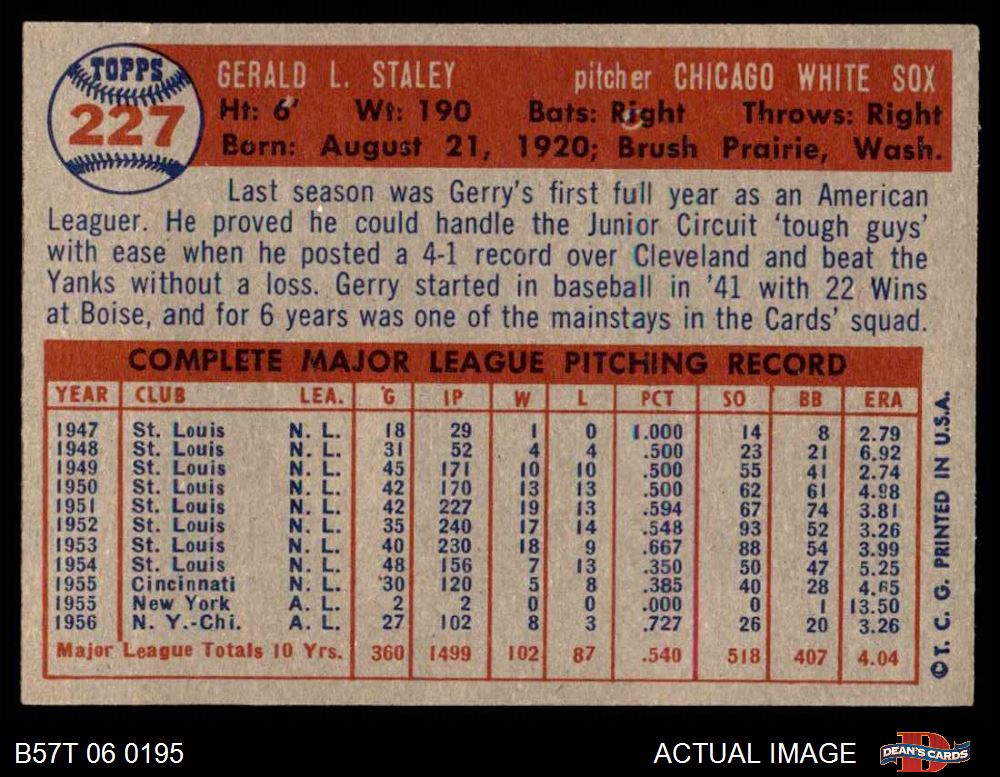 TOPPS
227
GERALD L. STALEY pitcher CHICAGO WHITE SOX
Ht: 6' Wt: 190 Bats: Right Throws: Right
Born: August 21, 1920; Brush Prairie, Wash.
Last season was Gerry's first full year as an American
Leaguer. He proved he could handle the Junior Circuit 'tough guys'
with ease when he posted a 4-1 record over Cleveland and beat the
Yanks without a loss. Gerry started in baseball in '41 with 22 Wins
at Boise, and for 6 years was one of the mainstays in the Cards' squad.
COMPLETE MAJOR LEAGUE PITCHING RECORD
YEAR CLUB LEA. G IP W L PCT SO BB ERA
1947 St. Louis N. L. 18 29 1 0 1.000 14 8 2.79
1948 St. Louis N. L. 31 52 4 4 .500 23 21 6.92
1949 St. Louis N. L. 45 171 10 10 .500 55 41 2.74
1950 St. Louis N. L. 42 170 13 13 .500 62 61 4.98
1951 St. Louis N. L. 42 227 19 13 .594 67 74 3.81
1952 St. Louis N. L. 35 240 17 14 .548 93 52 3.26
1953 St. Louis N. L. 40 230 18 9 .667 88 54 3.99
1954 St. Louis N. L. 48 156 7 13 .350 50 47 5.25
1955 Cincinnati N. L. 30 120 5 8 .385 40 28 4.65
1955 New York A. L. 2 2 0 0 .000 0 1 13.50
1956 N. Y.-Chi. A. L. 27 102 8 3 .727 26 20 3.26
Major League Totals 10 Yrs. 360 1499 102 87 .540 518 407 4.04
© T. C. G. PRINTED IN U.S.A.
B57T 06 0195 ACTUAL IMAGE
DEAN'S CARDS